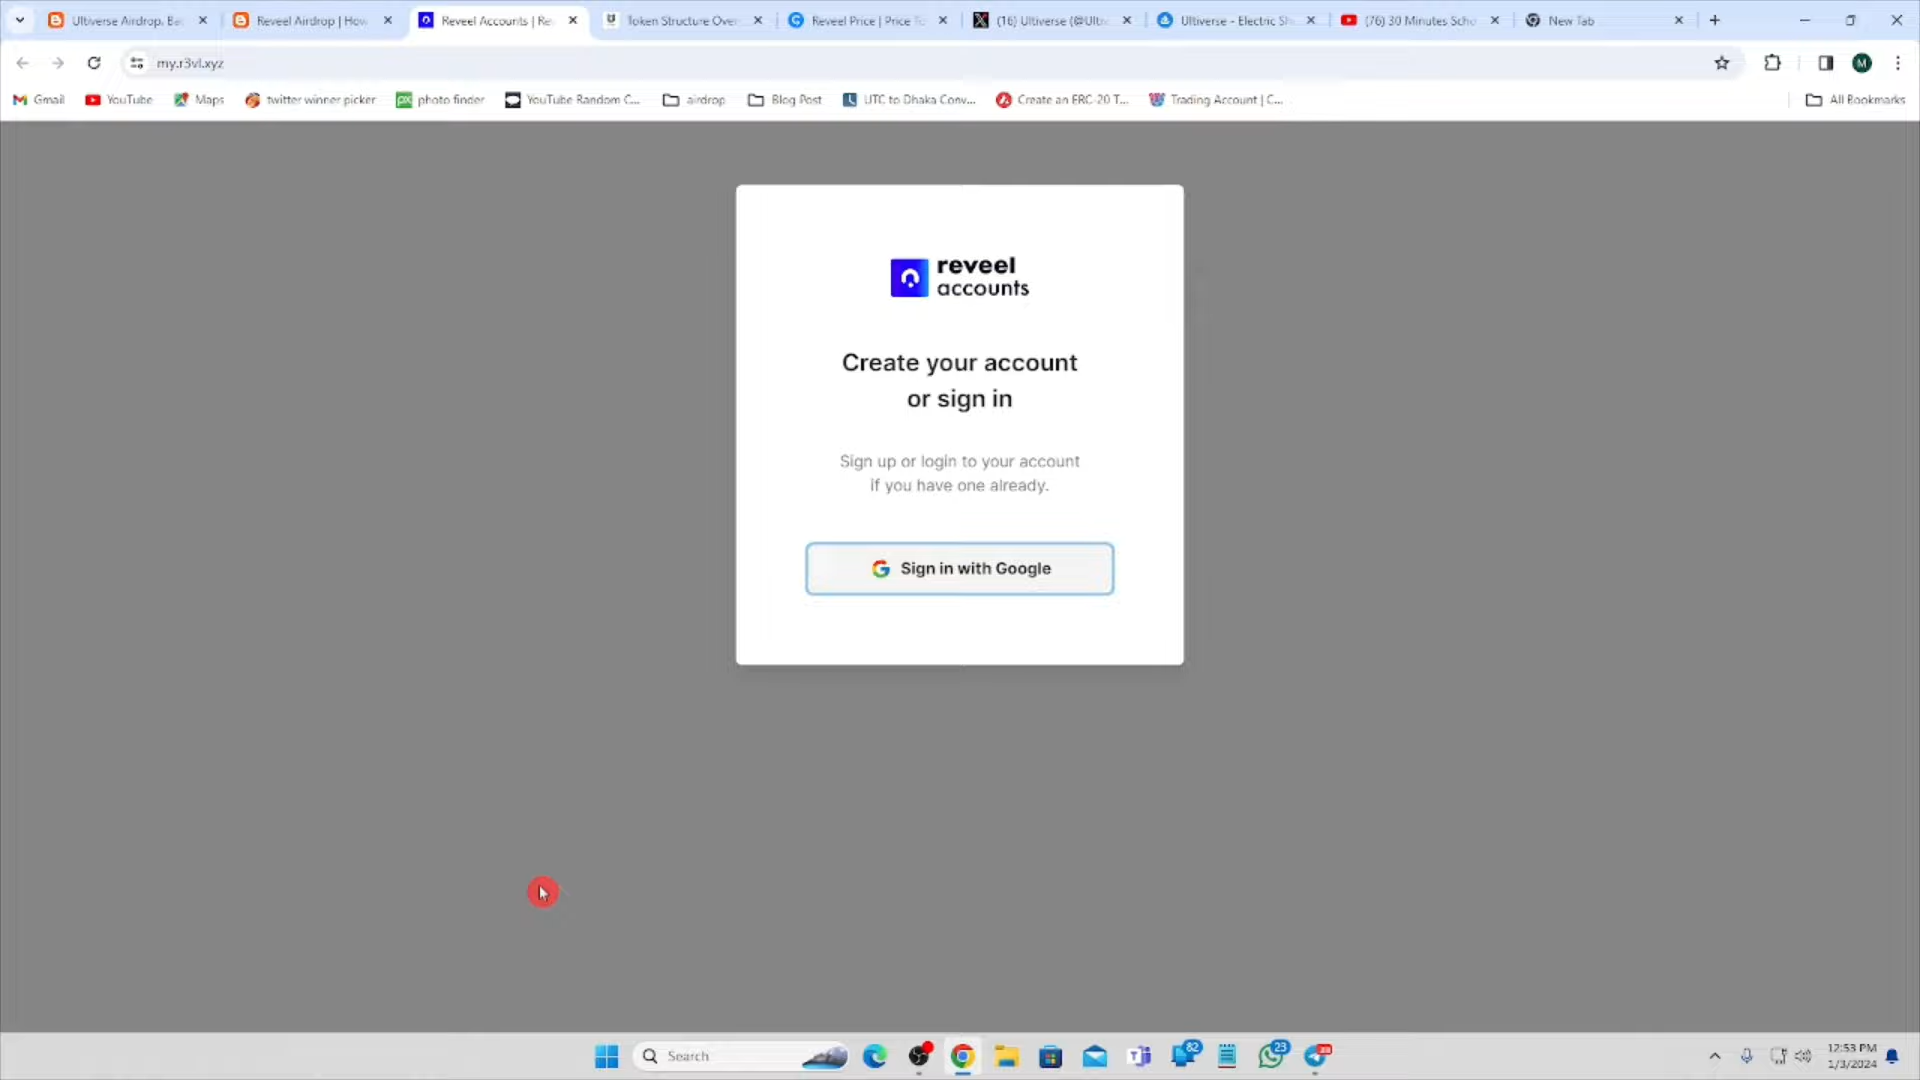 Ultiverse Airdrop. Ba
Reveel Airdrop | How
Reveel Accounts | Re
Token Structure Over
Reveel Price | Price T
(16) Ultiverse (@Ulti
Ultiverse - Electric Sh
(76) 30 Minutes Scho
New Tab
my.r3vl.xyz
Gmail
YouTube
Maps
twitter winner picker
photo finder
YouTube Random C...
airdrop
Blog Post
UTC to Dhaka Conv...
Create an ERC-20 T...
Trading Account | C...
All Bookmarks
reveel
accounts
Create your account
or sign in
Sign up or login to your account
if you have one already.
Sign in with Google
Search
82
23
12:53 PM
1/3/2024